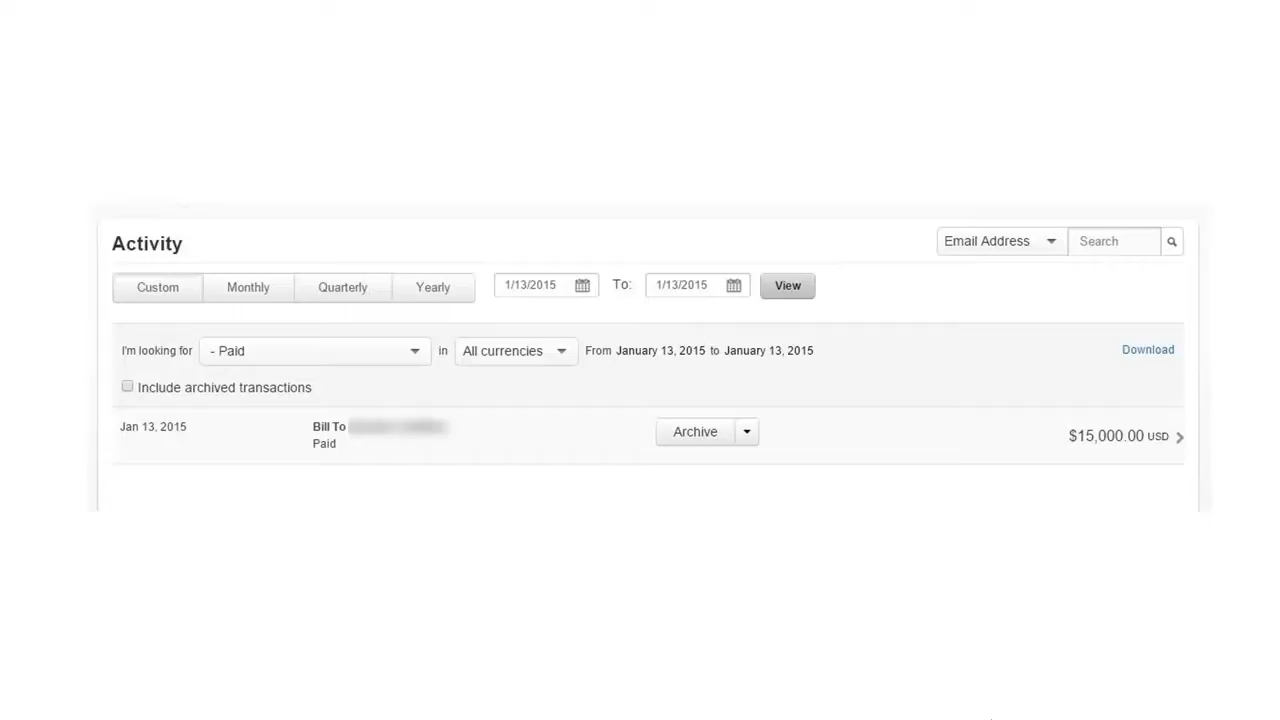 Activity
Email Address Search
Custom Monthly Quarterly Yearly 1/13/2015 To: 1/13/2015 View
I'm looking for - Paid in All currencies From January 13, 2015 to January 13, 2015 Download
Include archived transactions
Jan 13, 2015 Bill To Archive $15,000.00 USD
Paid